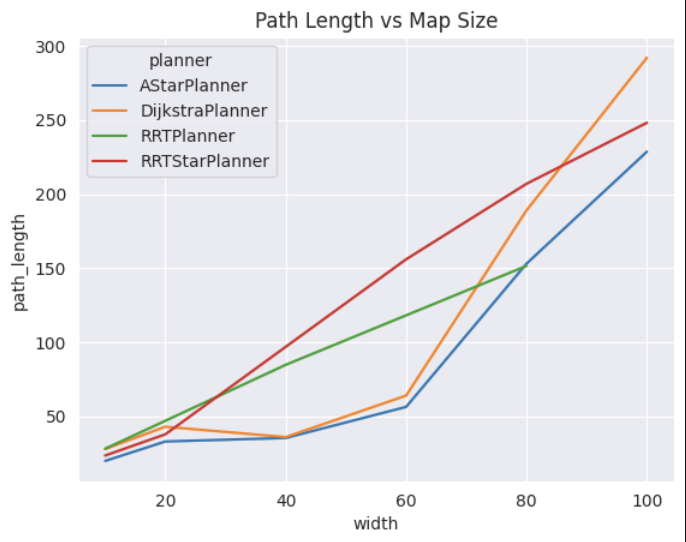 Path Length vs Map Size
planner
AStarPlanner
DijkstraPlanner
RRTPlanner
RRTStarPlanner
300
250
200
150
100
50
path_length
20 40 60 80 100
width